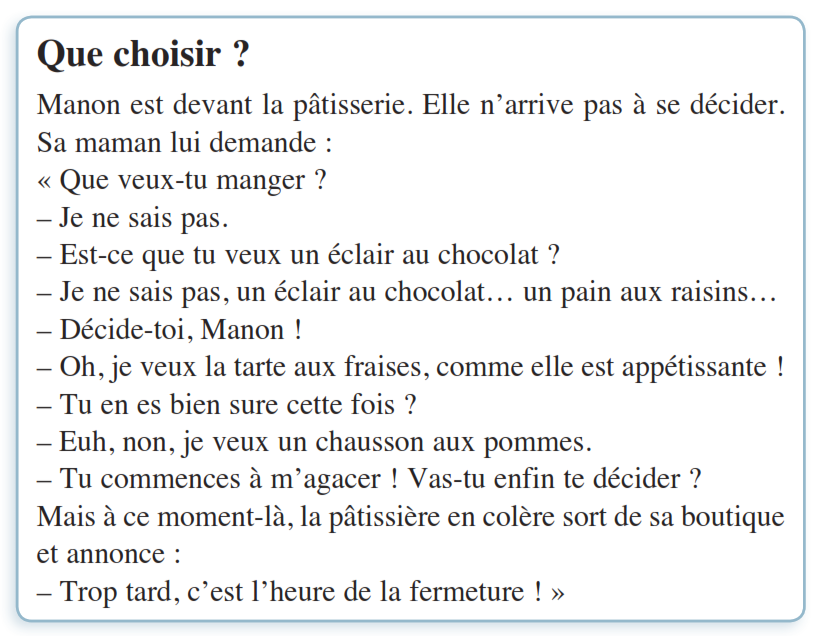 Que choisir ?
Manon est devant la pâtisserie. Elle n’arrive pas à se décider.
Sa maman lui demande :
« Que veux-tu manger ?
– Je ne sais pas.
– Est-ce que tu veux un éclair au chocolat ?
– Je ne sais pas, un éclair au chocolat… un pain aux raisins…
– Décide-toi, Manon !
– Oh, je veux la tarte aux fraises, comme elle est appétissante !
– Tu en es bien sure cette fois ?
– Euh, non, je veux un chausson aux pommes.
– Tu commences à m’agacer ! Vas-tu enfin te décider ?
Mais à ce moment-là, la pâtissière en colère sort de sa boutique
et annonce :
– Trop tard, c’est l’heure de la fermeture ! »